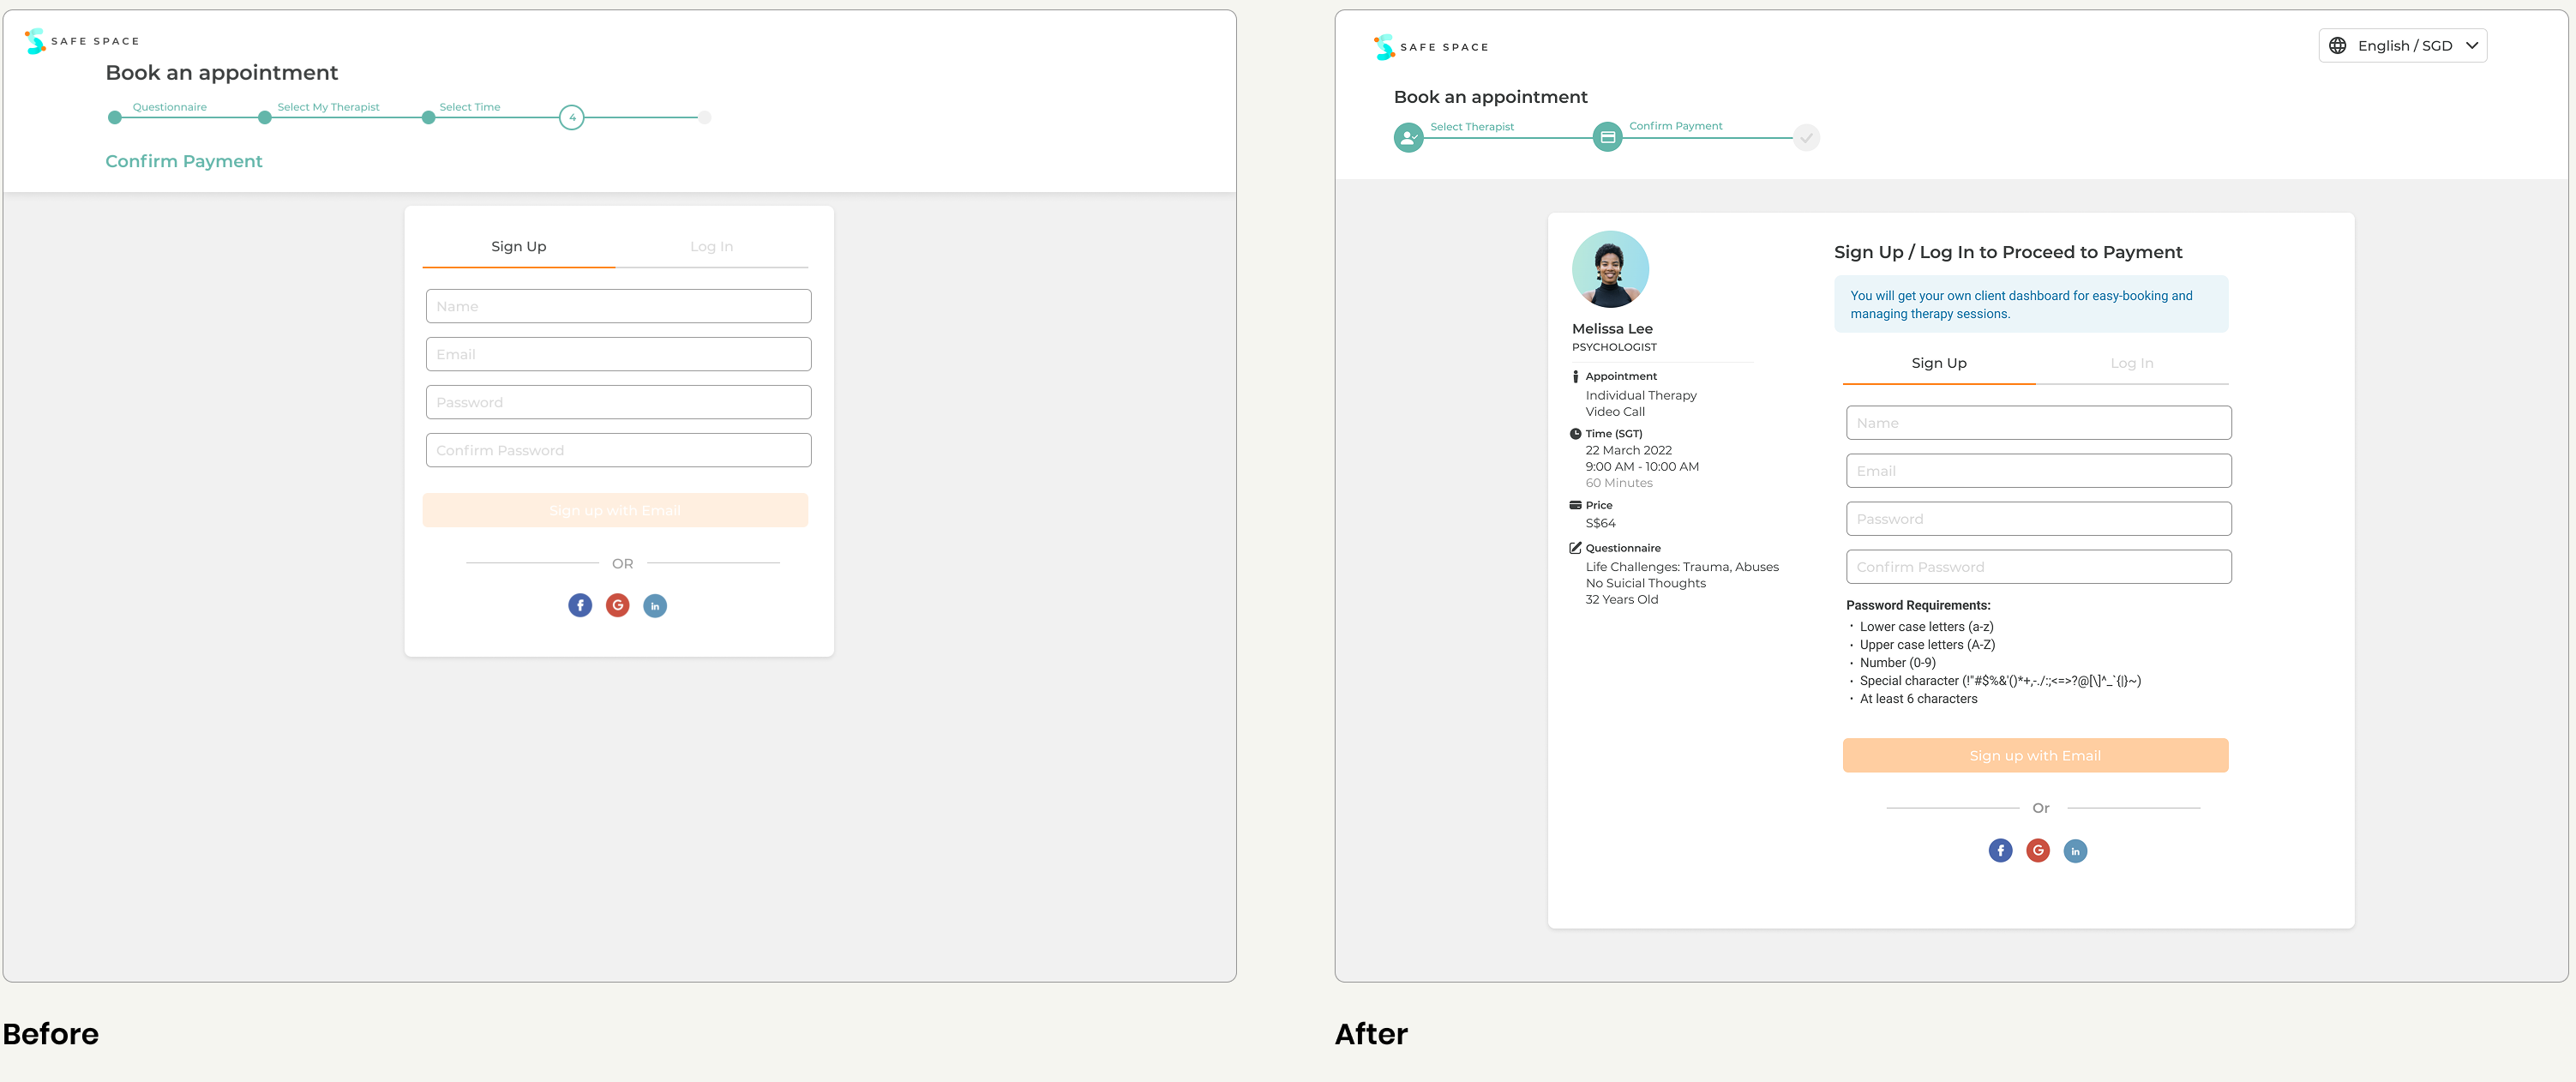 SAFE SPACE
Book an appointment
Questionnaire
Select My Therapist
Select Time
4
Confirm Payment
Sign Up
Log In
Name
Email
Password
Confirm Password
Sign up with Email
OR
f
G
in
Before
SAFE SPACE
English / SGD
Book an appointment
Select Therapist
Confirm Payment
Melissa Lee
PSYCHOLOGIST
Appointment
Individual Therapy
Video Call
Time (SGT)
22 March 2022
9:00 AM - 10:00 AM
60 Minutes
Price
S$64
Questionnaire
Life Challenges: Trauma, Abuses
No Suicial Thoughts
32 Years Old
Sign Up / Log In to Proceed to Payment
You will get your own client dashboard for easy-booking and
managing therapy sessions.
Sign Up
Log In
Name
Email
Password
Confirm Password
Password Requirements:
· Lower case letters (a-z)
· Upper case letters (A-Z)
· Number (0-9)
· Special character (!"#$%&'()*+,-./:;<=>?@[\]^_`{|}~)
· At least 6 characters
Sign up with Email
Or
f
G
in
After